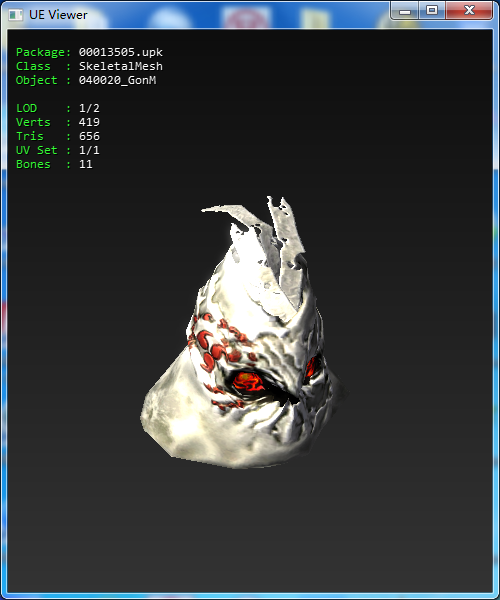 UE Viewer
Package: 00013505.upk
Class : SkeletalMesh
Object : 040020_GonM
LOD : 1/2
Verts : 419
Tris : 656
UV Set : 1/1
Bones : 11